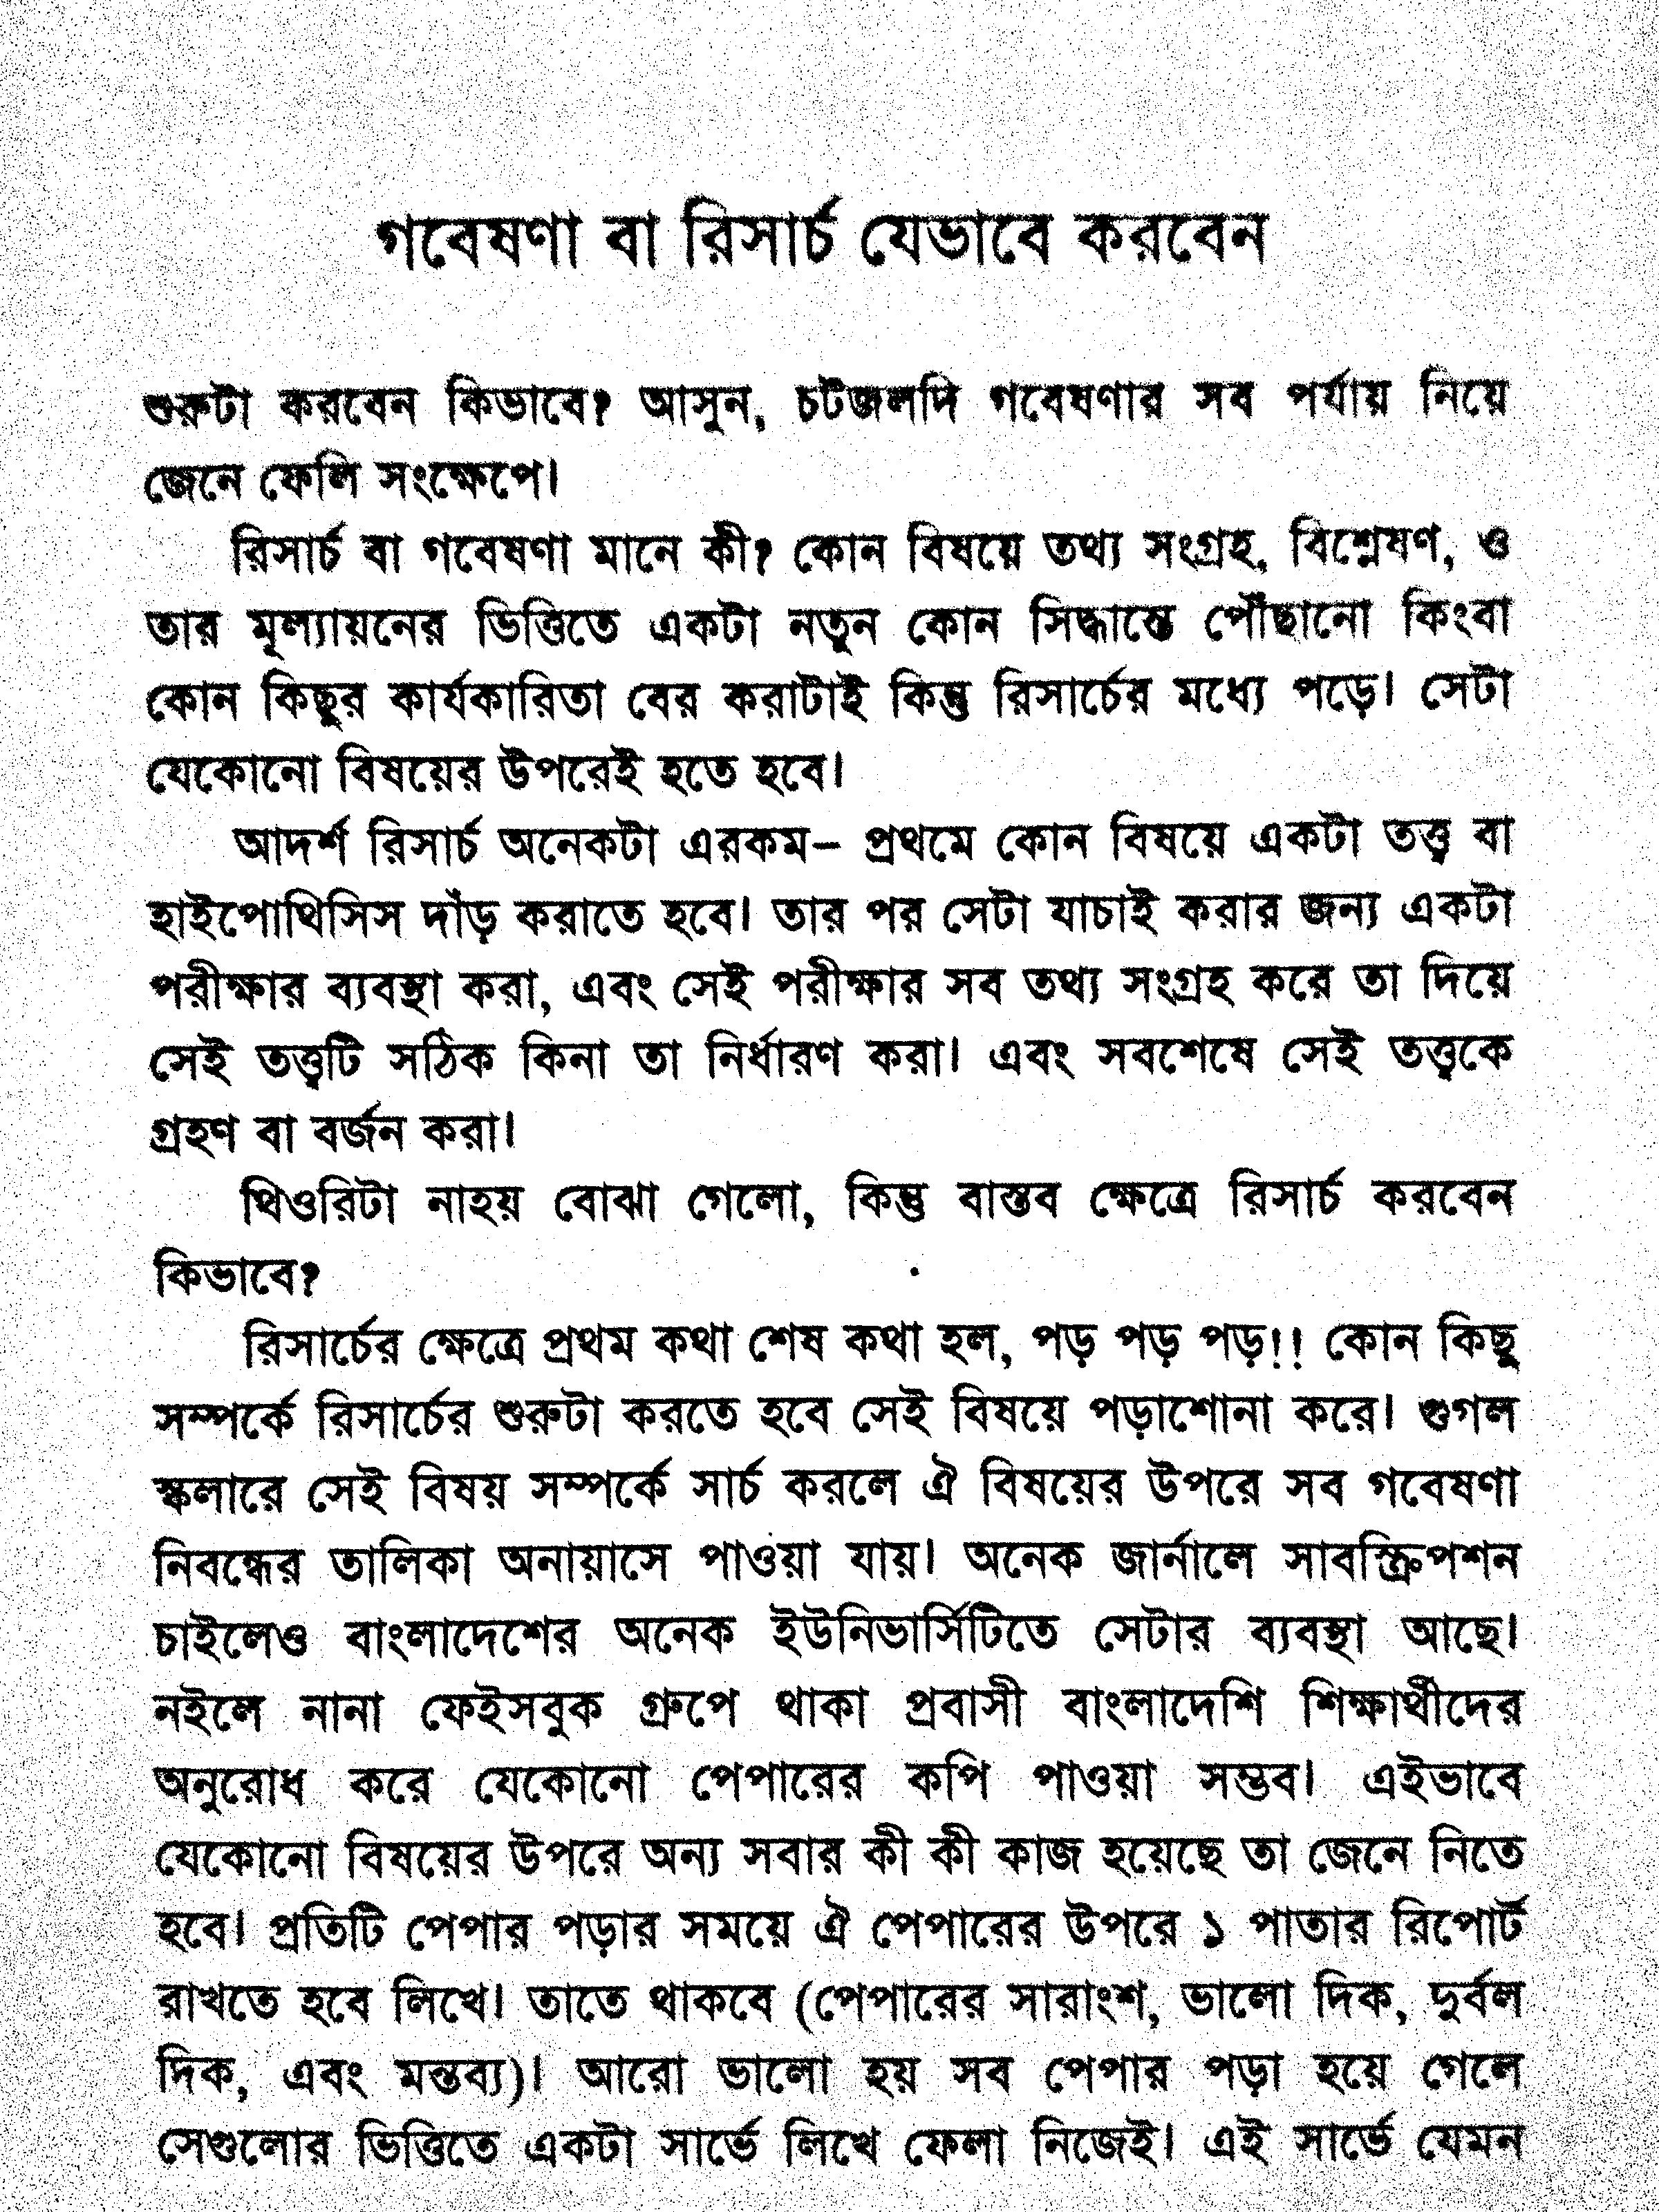 গবেষণা বা রিসার্চ যেভাবে করবেন
শুরুটা করবেন কিভাবে? আসুন, চটজলদি গবেষণার সব পর্যায় নিয়ে
জেনে ফেলি সংক্ষেপে।
রিসার্চ বা গবেষণা মানে কী? কোন বিষয়ে তথ্য সংগ্রহ, বিশ্লেষণ, ও
তার মূল্যায়নের ভিত্তিতে একটা নতুন কোন সিদ্ধান্তে পৌঁছানো কিংবা
কোন কিছুর কার্যকারিতা বের করাটাই কিন্তু রিসার্চের মধ্যে পড়ে। সেটা
যেকোনো বিষয়ের উপরেই হতে হবে।
আদর্শ রিসার্চ অনেকটা এরকম– প্রথমে কোন বিষয়ে একটা তত্ত্ব বা
হাইপোথিসিস দাঁড় করাতে হবে। তার পর সেটা যাচাই করার জন্য একটা
পরীক্ষার ব্যবস্থা করা, এবং সেই পরীক্ষার সব তথ্য সংগ্রহ করে তা দিয়ে
সেই তত্ত্বটি সঠিক কিনা তা নির্ধারণ করা। এবং সবশেষে সেই তত্ত্বকে
গ্রহণ বা বর্জন করা।
থিওরিটা নাহয় বোঝা গেলো, কিন্তু বাস্তব ক্ষেত্রে রিসার্চ করবেন
কিভাবে?
রিসার্চের ক্ষেত্রে প্রথম কথা শেষ কথা হল, পড় পড় পড়!! কোন কিছু
সম্পর্কে রিসার্চের শুরুটা করতে হবে সেই বিষয়ে পড়াশোনা করে। গুগল
স্কলারে সেই বিষয় সম্পর্কে সার্চ করলে ঐ বিষয়ের উপরে সব গবেষণা
নিবন্ধের তালিকা অনায়াসে পাওয়া যায়। অনেক জার্নালে সাবস্ক্রিপশন
চাইলেও বাংলাদেশের অনেক ইউনিভার্সিটিতে সেটার ব্যবস্থা আছে।
নইলে নানা ফেইসবুক গ্রুপে থাকা প্রবাসী বাংলাদেশি শিক্ষার্থীদের
অনুরোধ করে যেকোনো পেপারের কপি পাওয়া সম্ভব। এইভাবে
যেকোনো বিষয়ের উপরে অন্য সবার কী কী কাজ হয়েছে তা জেনে নিতে
হবে। প্রতিটি পেপার পড়ার সময়ে ঐ পেপারের উপরে ১ পাতার রিপোর্ট
রাখতে হবে লিখে। তাতে থাকবে (পেপারের সারাংশ, ভালো দিক, দুর্বল
দিক, এবং মন্তব্য)। আরো ভালো হয় সব পেপার পড়া হয়ে গেলে
সেগুলোর ভিত্তিতে একটা সার্ভে লিখে ফেলা নিজেই। এই সার্ভে যেমন